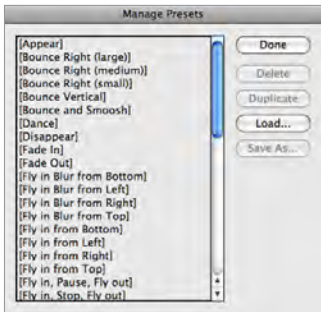 Manage Presets
[Appear]
[Bounce Right (large)]
[Bounce Right (medium)]
[Bounce Right (small)]
[Bounce Vertical]
[Bounce and Smoosh]
[Dance]
[Disappear]
[Fade In]
[Fade Out]
[Fly in Blur from Bottom]
[Fly in Blur from Left]
[Fly in Blur from Right]
[Fly in Blur from Top]
[Fly in from Bottom]
[Fly in from Left]
[Fly in from Right]
[Fly in from Top]
[Fly in, Pause, Fly out]
[Fly in, Stop, Fly out]
Done
Delete
Duplicate
Load...
Save As...